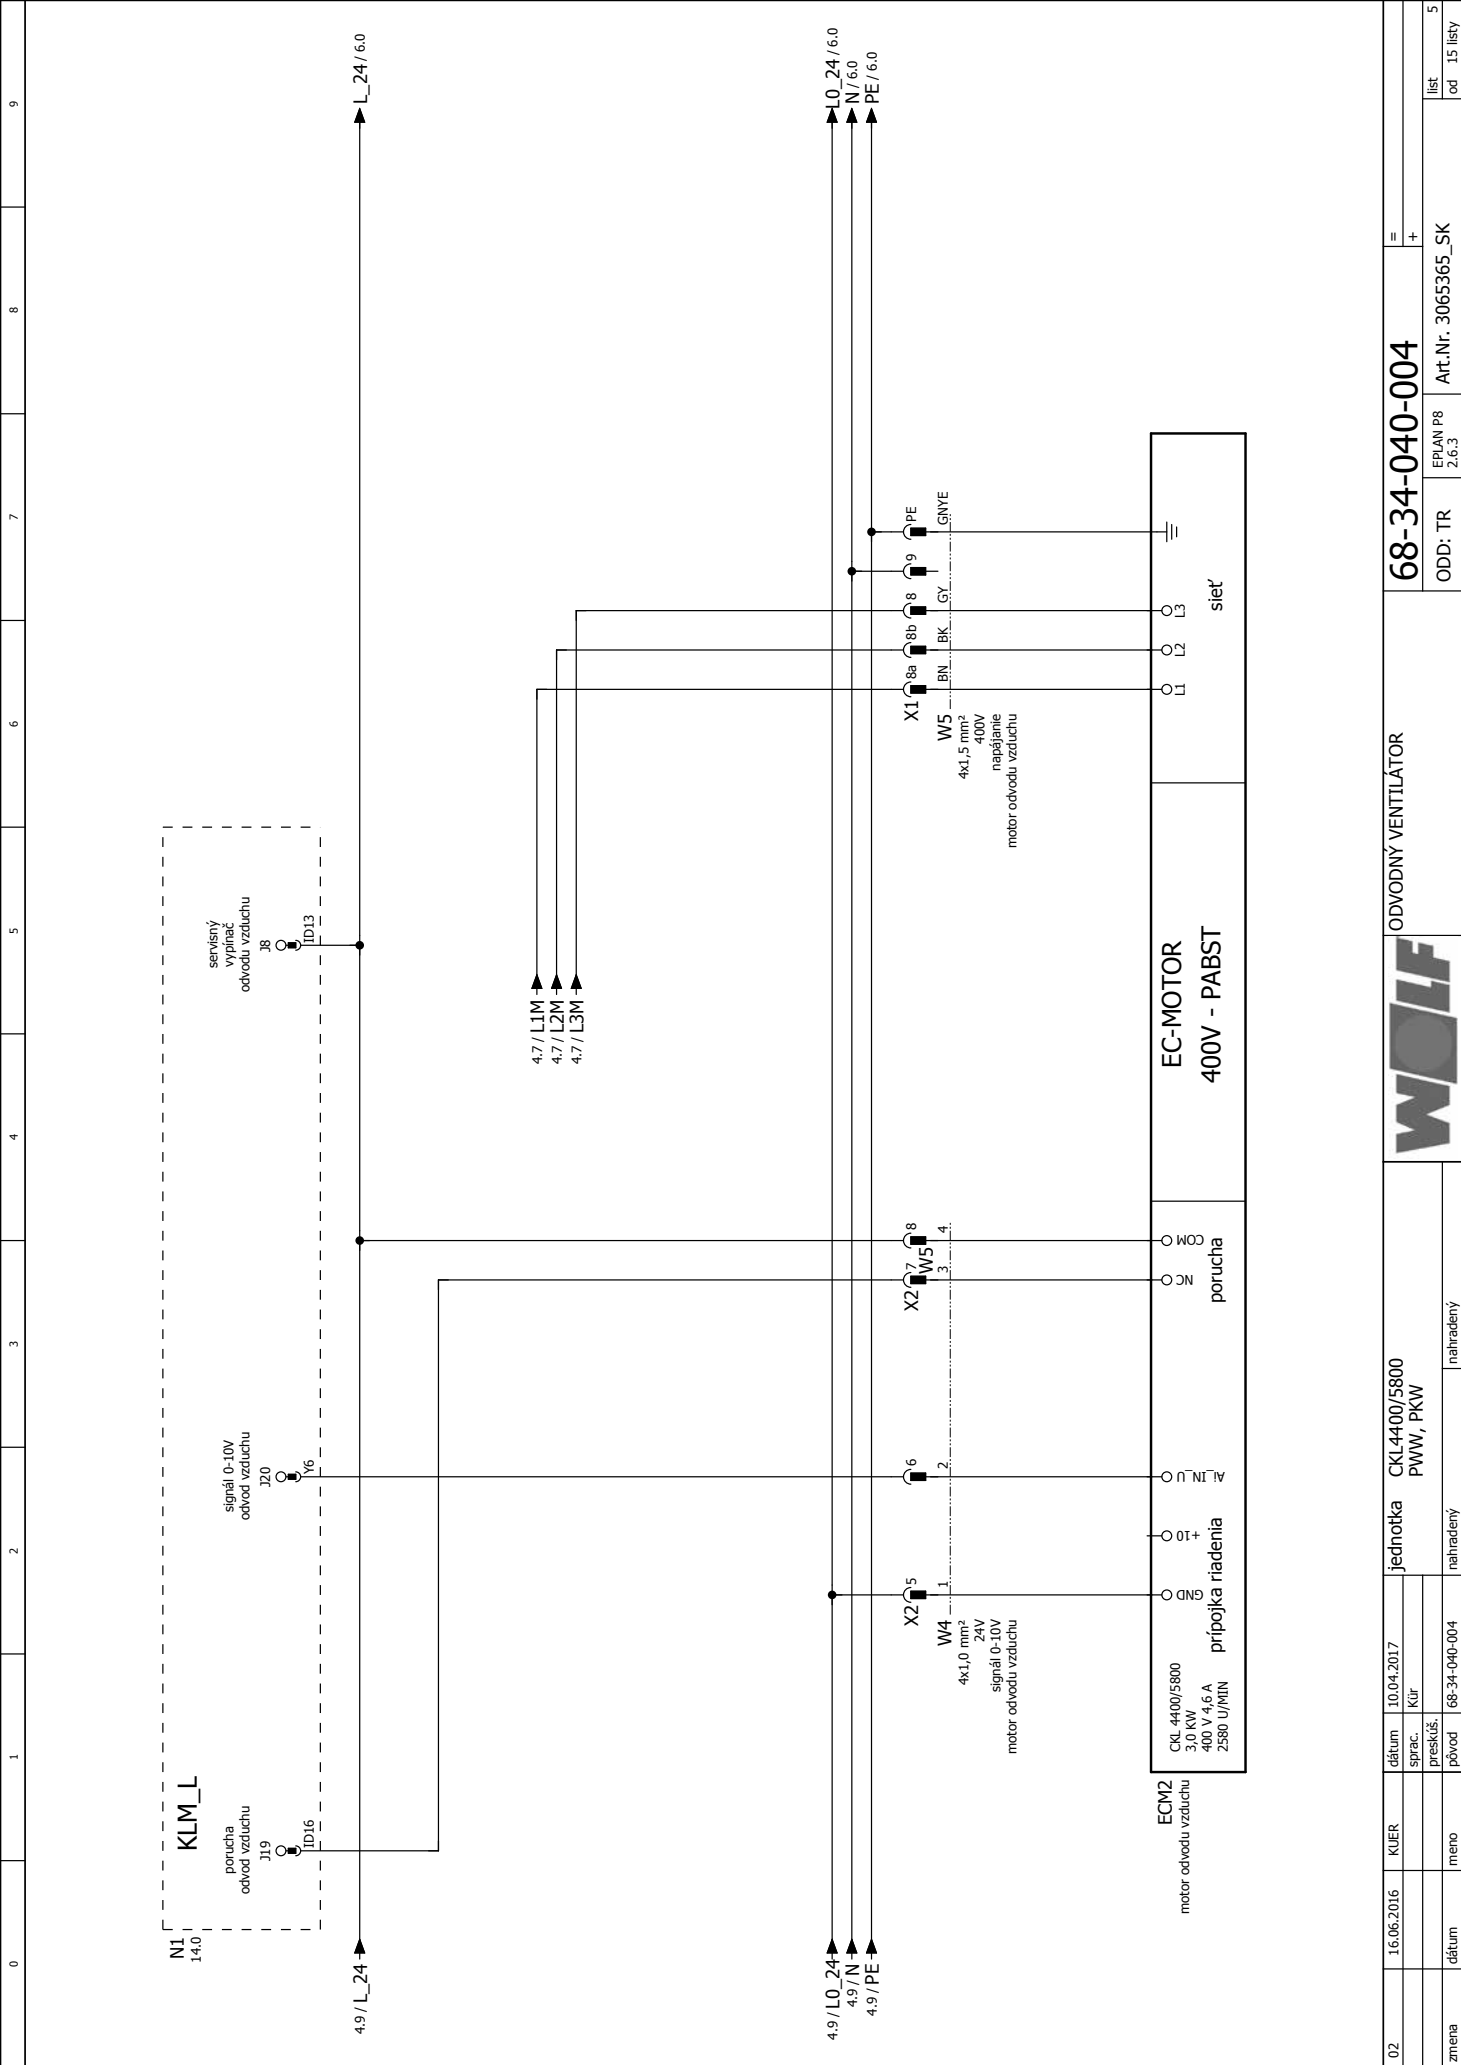 0 1 2 3 4 5 6 7 8 9
N1
14.0
KLM_L
porucha
odvod vzduchu
J19
ID16
signál 0-10V
odvod vzduchu
J20
Y6
servisný
vypínač
odvodu vzduchu
J8
ID13
4.9 / L_24
L_24 / 6.0
4.7 / L1M
4.7 / L2M
4.7 / L3M
4.9 / L0_24
4.9 / N
4.9 / PE
L0_24 / 6.0
N / 6.0
PE / 6.0
X2 5 6 X2 7 8 X1 8a 8b 8 9 PE
W5
W4 1 2 3 4
4x1,0 mm²
24V
signál 0-10V
motor odvodu vzduchu
W5 BN BK GY GNYE
4x1,5 mm²
400V
napájanie
motor odvodu vzduchu
ECM2
motor odvodu vzduchu
GND +10 Ai_IN_U NC COM L1 L2 L3
CKL 4400/5800
3,0 KW
400 V 4,6 A
2580 U/MIN
prípojka riadenia
porucha
EC-MOTOR
400V - PABST
sieť
02 16.06.2016 KUER
zmena dátum meno
dátum 10.04.2017
sprac. Kür
preskúš.
pôvod 68-34-040-004
jednotka CKL4400/5800
PWW, PKW
nahradený nahradený
WOLF
ODVODNÝ VENTILÁTOR
68-34-040-004
=
+
ODD: TR
EPLAN P8
2.6.3
Art.Nr. 3065365_SK
list 5
od 15 listy